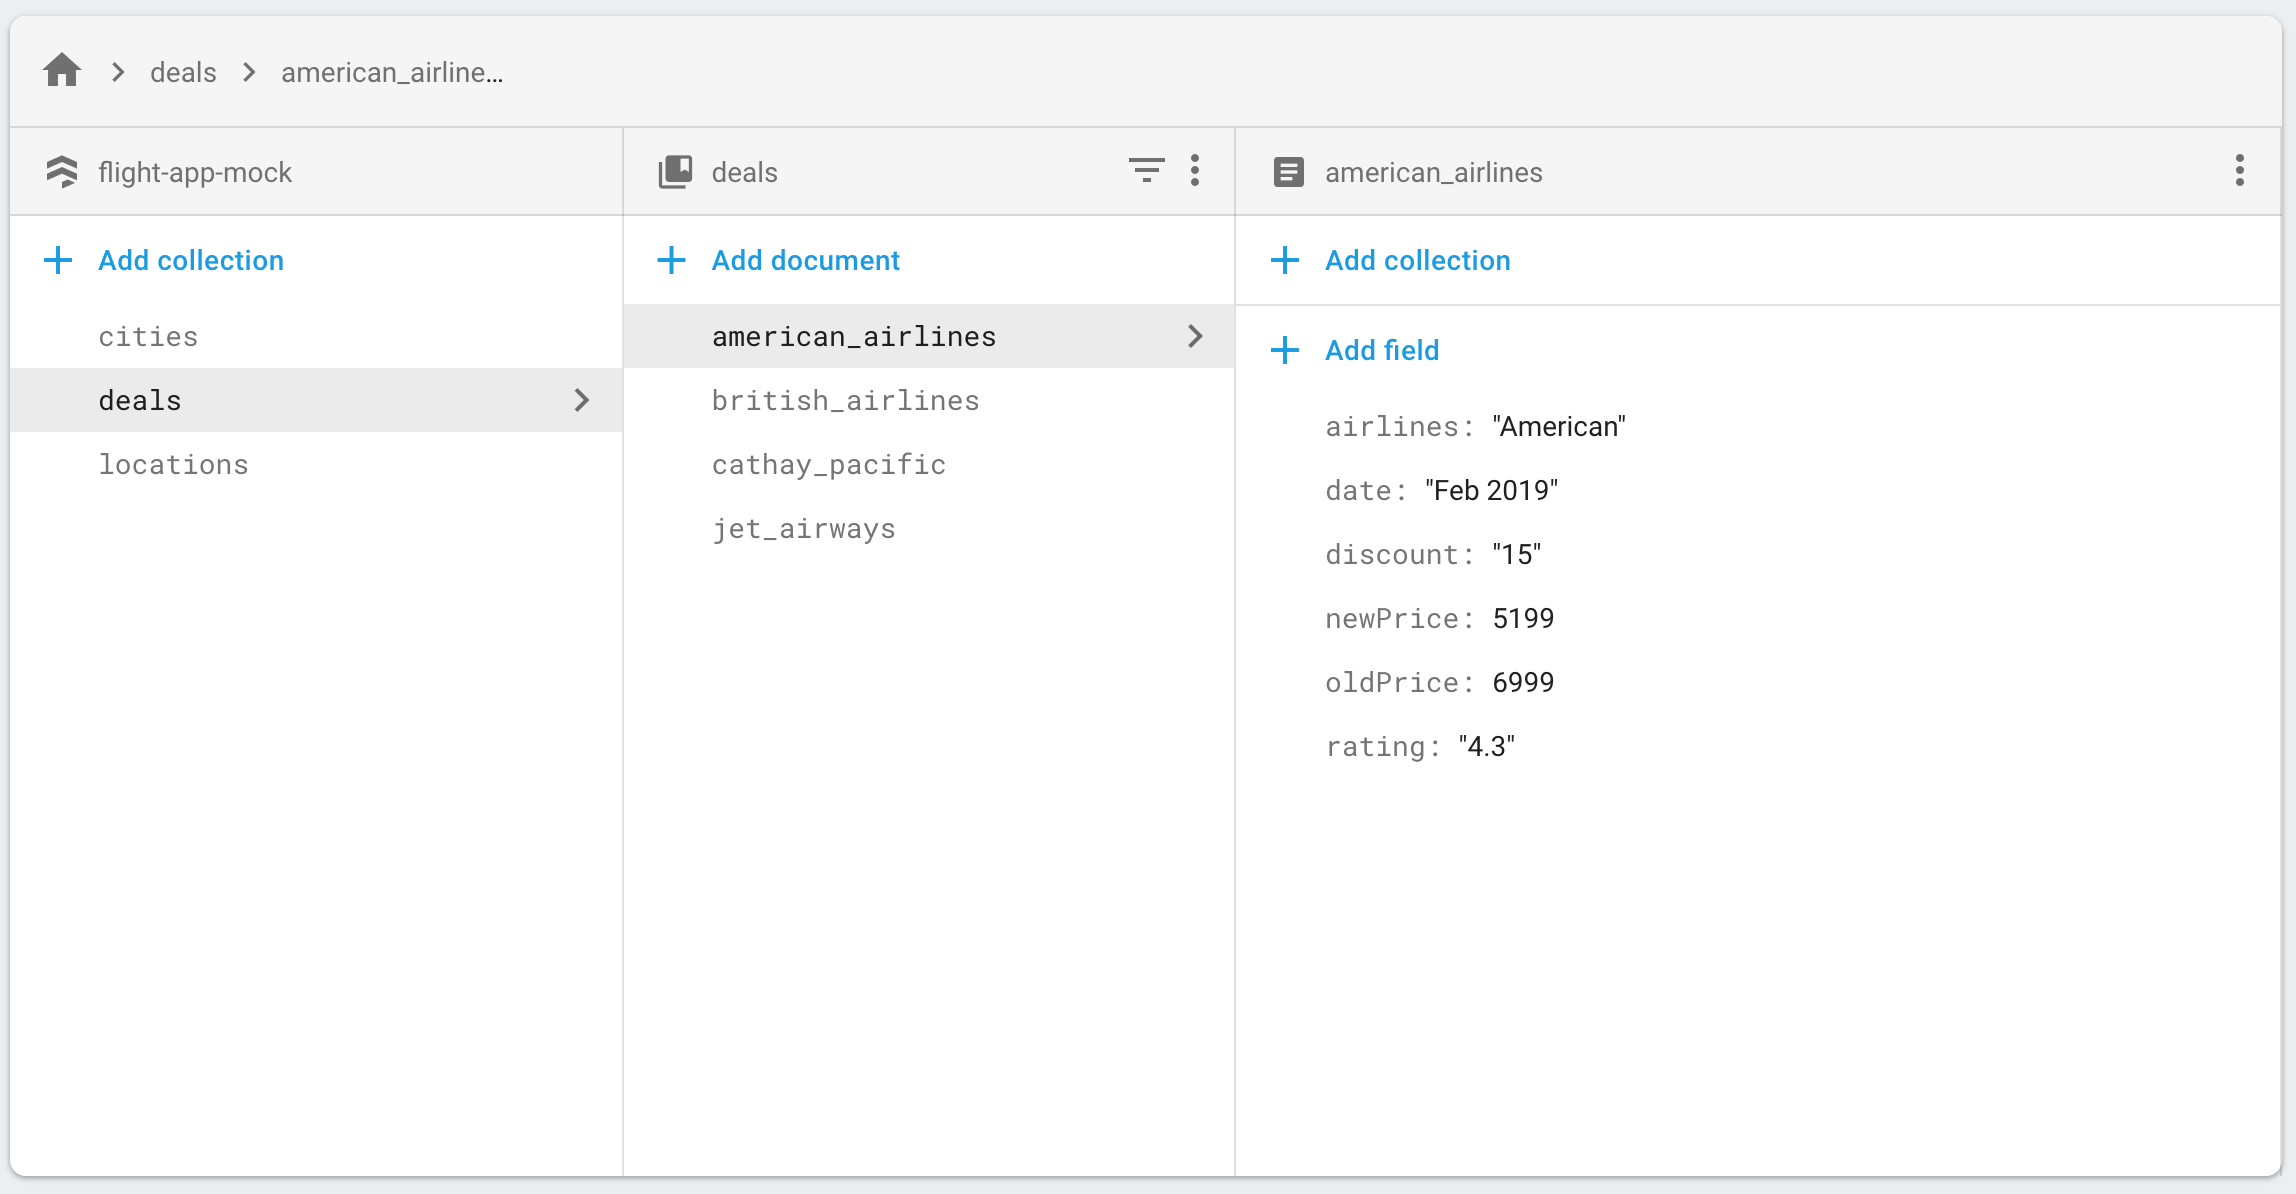 deals
american_airline…
flight-app-mock
Add collection
cities
deals
locations
deals
Add document
american_airlines
british_airlines
cathay_pacific
jet_airways
american_airlines
Add collection
Add field
airlines: "American"
date: "Feb 2019"
discount: "15"
newPrice: 5199
oldPrice: 6999
rating: "4.3"